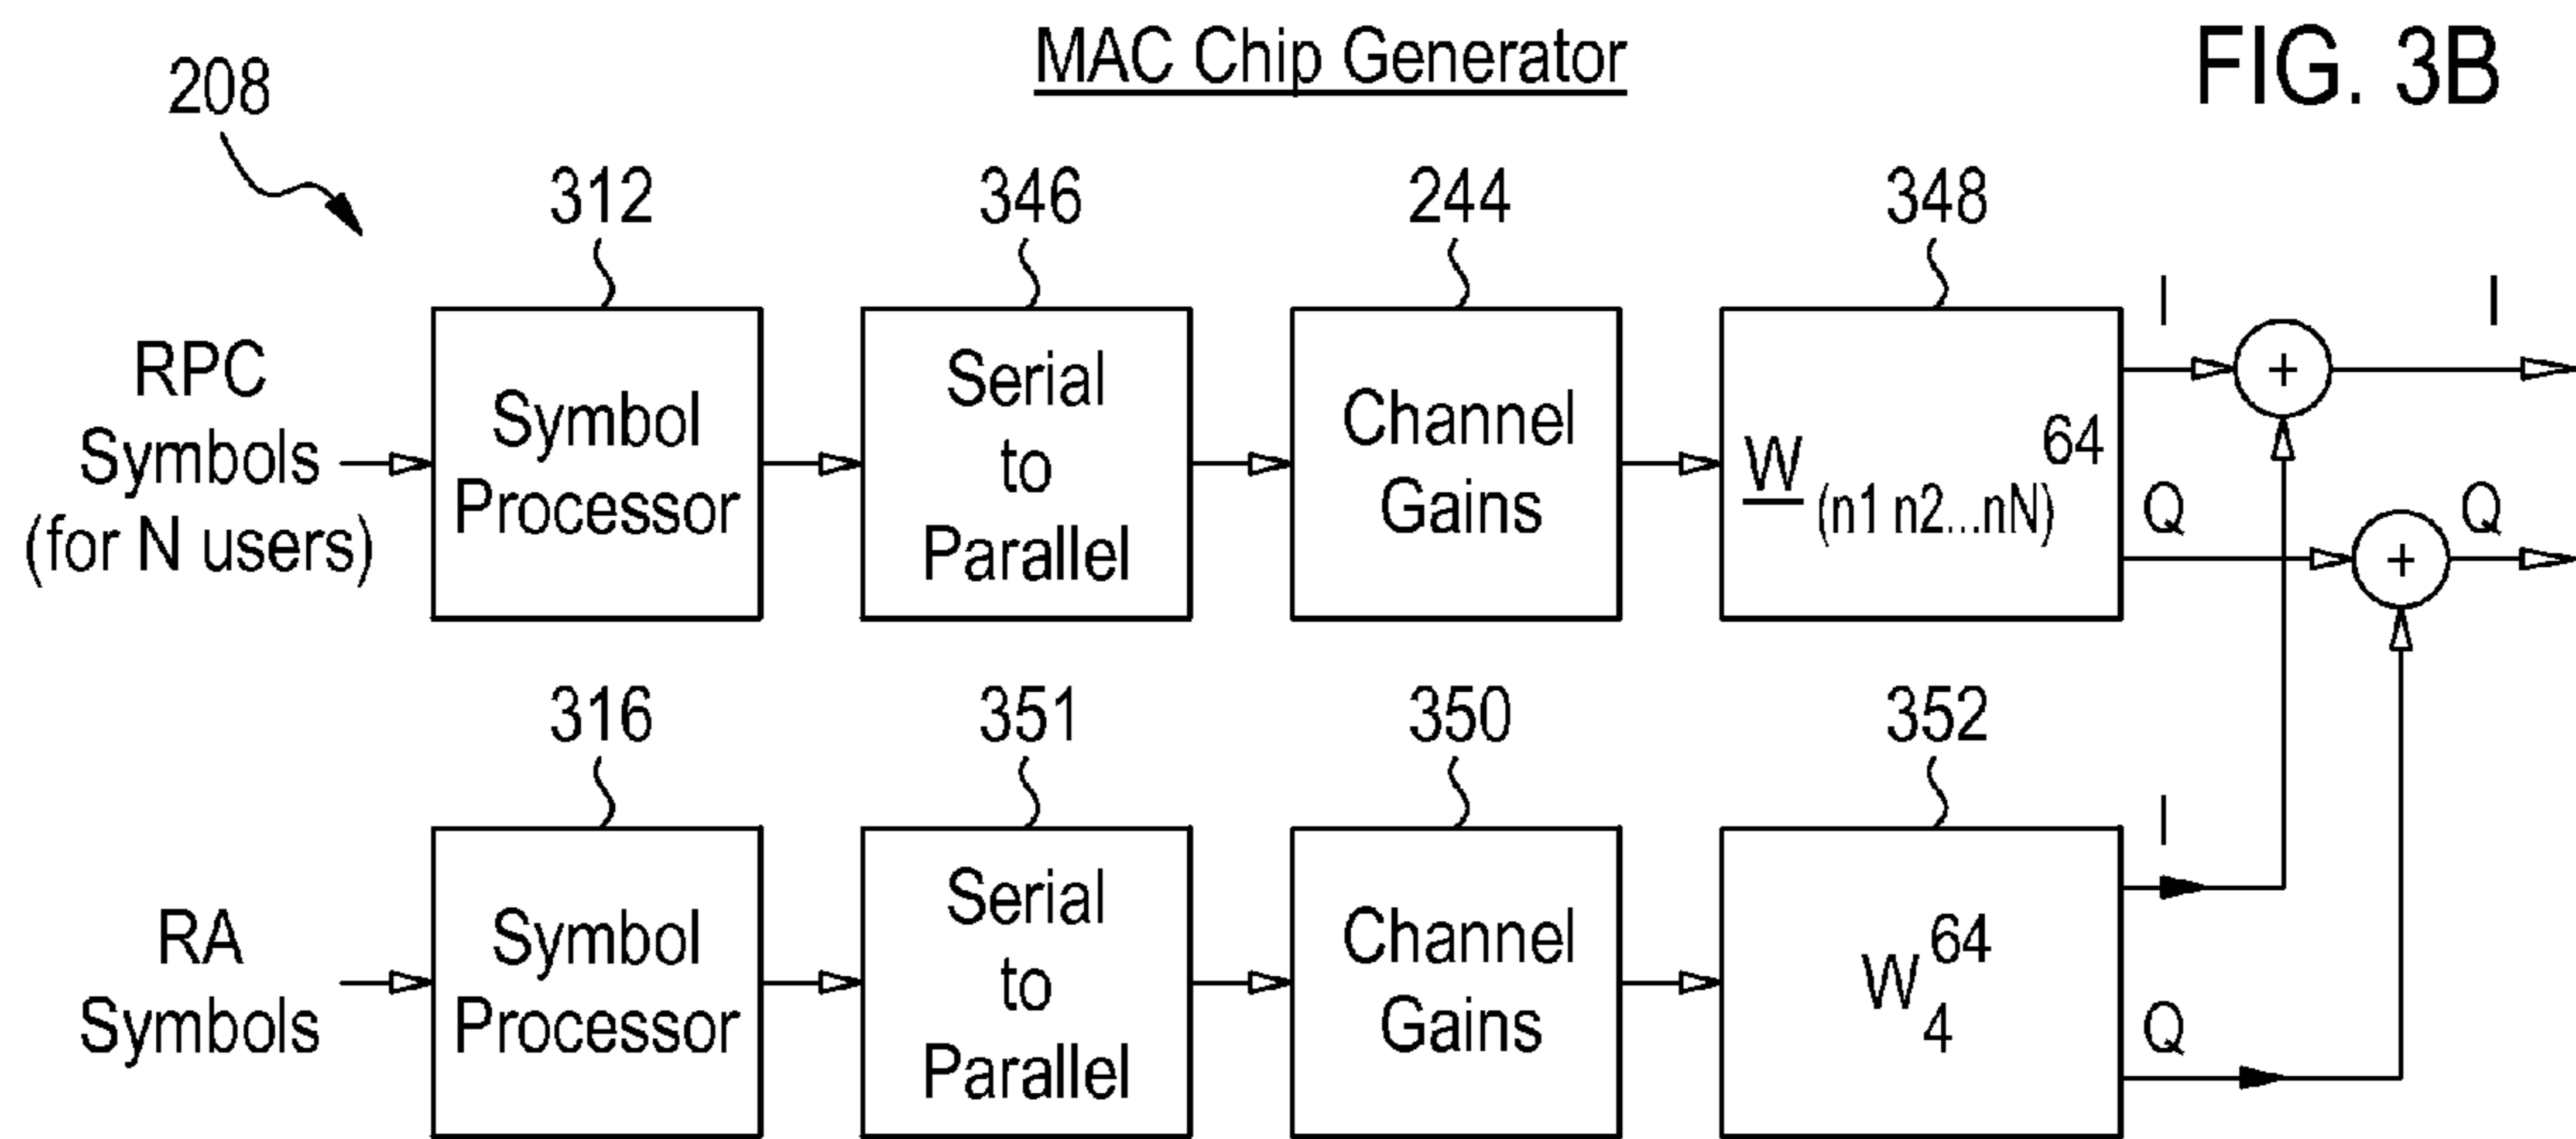 MAC Chip Generator
FIG. 3B
208
312
346
244
348
RPC
Symbols
(for N users)
Symbol
Processor
Serial
to
Parallel
Channel
Gains
W (n1 n2...nN) 64
I
Q
+
I
+
Q
316
351
350
352
RA
Symbols
Symbol
Processor
Serial
to
Parallel
Channel
Gains
W 64 4
I
Q